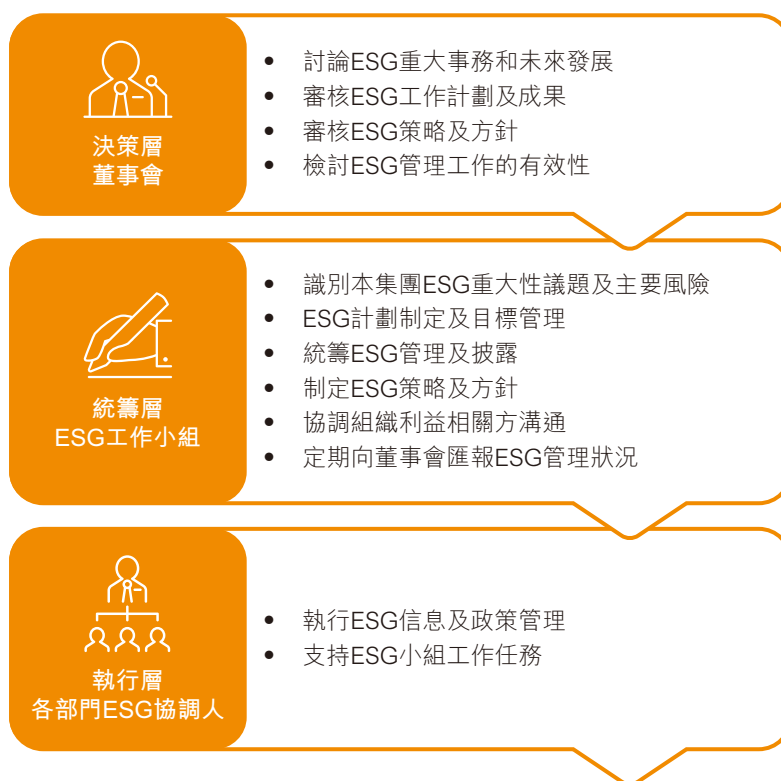 決策層
董事會
• 討論ESG重大事務和未來發展
• 審核ESG工作計劃及成果
• 審核ESG策略及方針
• 檢討ESG管理工作的有效性
統籌層
ESG工作小組
• 識別本集團ESG重大性議題及主要風險
• ESG計劃制定及目標管理
• 統籌ESG管理及披露
• 制定ESG策略及方針
• 協調組織利益相關方溝通
• 定期向董事會匯報ESG管理狀況
執行層
各部門ESG協調人
• 執行ESG信息及政策管理
• 支持ESG小組工作任務